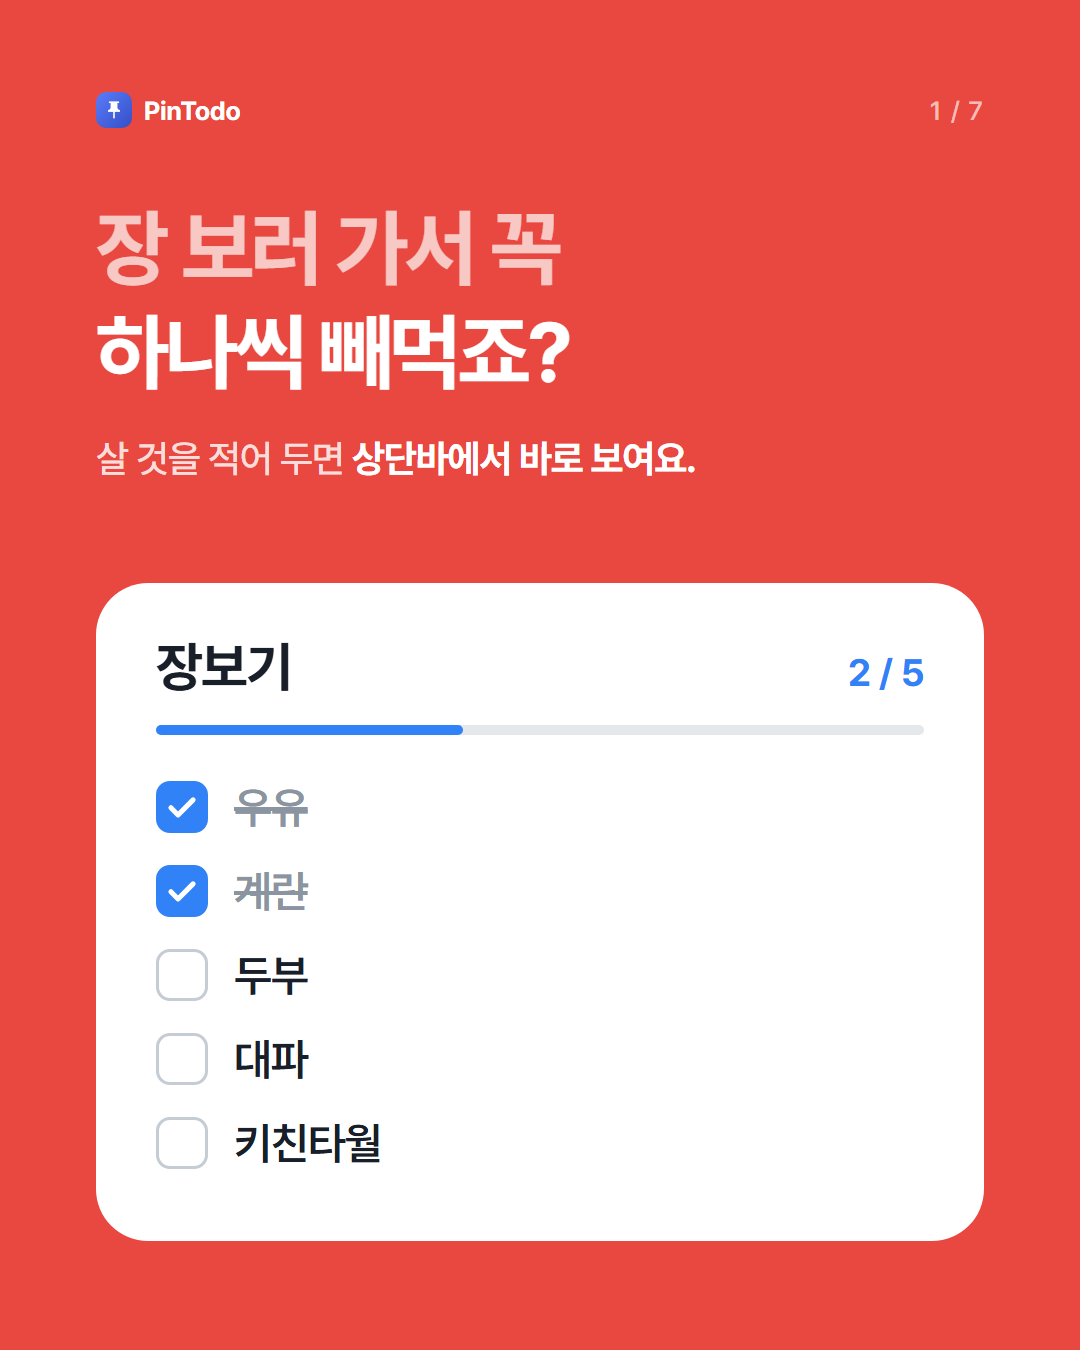 PinTodo
1 / 7
장 보러 가서 꼭
하나씩 빼먹죠?
살 것을 적어 두면 상단바에서 바로 보여요.
장보기
2 / 5
우유
계란
두부
대파
키친타월